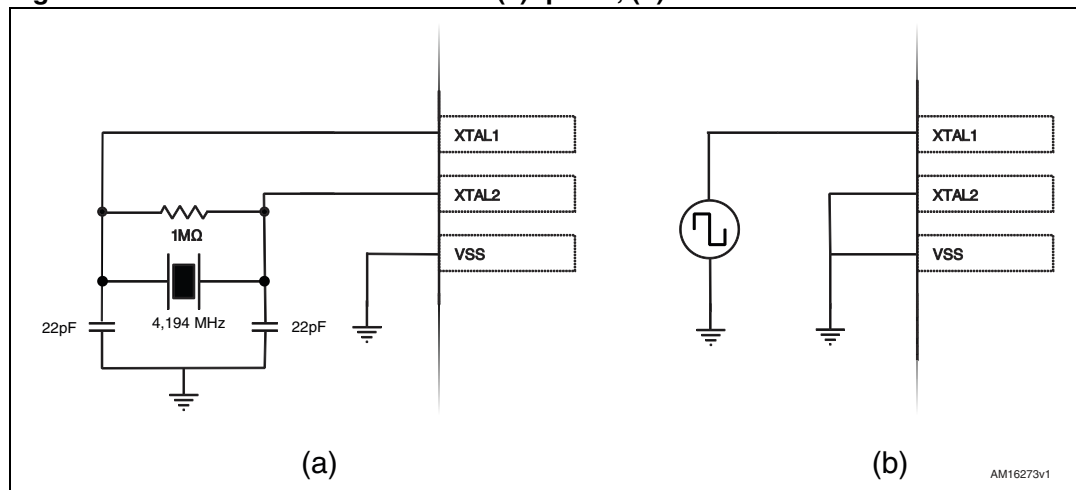 XTAL1
XTAL2
1MΩ
VSS
22pF
4,194 MHz
22pF
(a)
XTAL1
XTAL2
VSS
(b)
AM16273v1